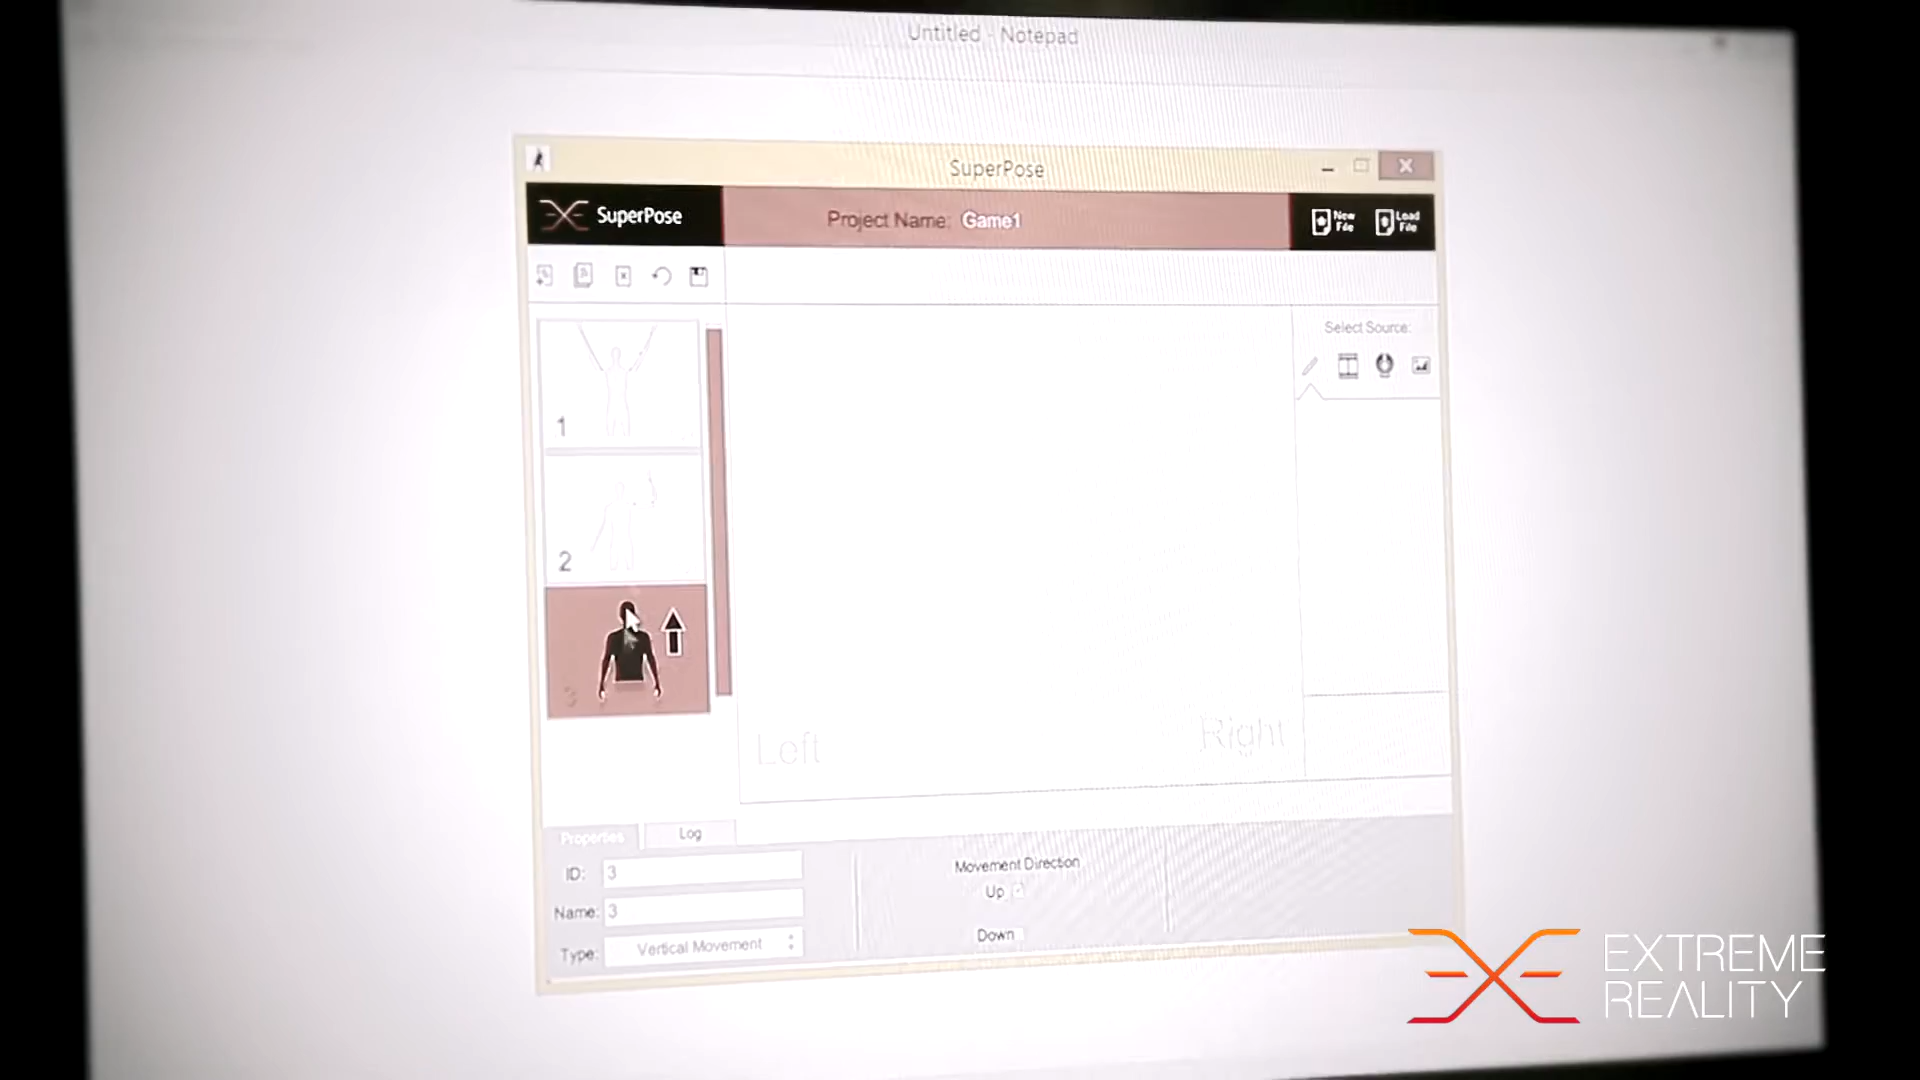 Untitled - Notepad
SuperPose
SuperPose
Project Name: Game1
New File
Load File
Select Source:
1
2
3
Left
Right
Properties
Log
ID: 3
Name: 3
Type: Vertical Movement
Movement Direction
Up
Down
EXTREME
REALITY